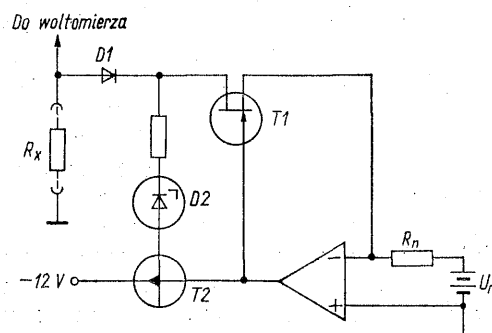 Do woltomierza
D1
T1
Rx
D2
Rn
−12 V
T2
−
+
Ur